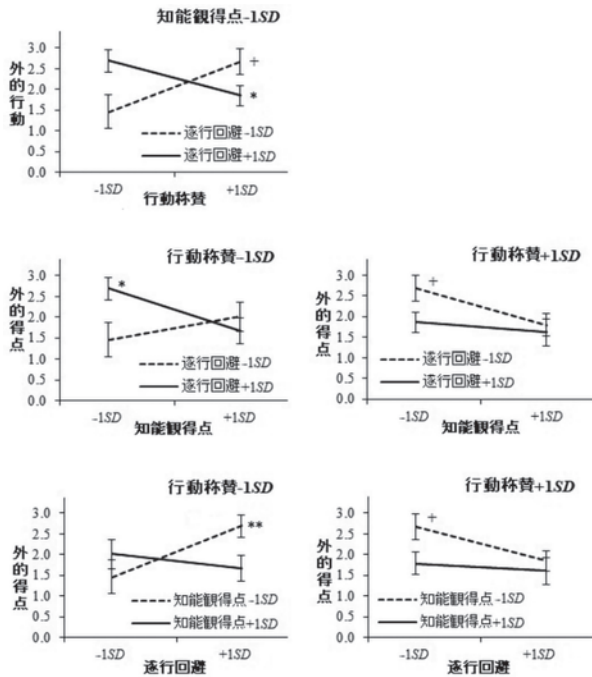 知能観得点-1SD
外的行動
3.0
2.5
2.0
1.5
1.0
0.5
0.0
+
*
遂行回避-1SD
遂行回避+1SD
-1SD
+1SD
行動称賛
行動称賛-1SD
外的得点
3.0
2.5
2.0
1.5
1.0
0.5
0.0
*
遂行回避-1SD
遂行回避+1SD
-1SD
+1SD
知能観得点
行動称賛+1SD
外的得点
3.0
2.5
2.0
1.5
1.0
0.5
0.0
+
遂行回避-1SD
遂行回避+1SD
-1SD
+1SD
知能観得点
行動称賛-1SD
外的得点
3.0
2.5
2.0
1.5
1.0
0.5
0.0
**
知能観得点-1SD
知能観得点+1SD
-1SD
+1SD
遂行回避
行動称賛+1SD
外的得点
3.0
2.5
2.0
1.5
1.0
0.5
0.0
+
知能観得点-1SD
知能観得点+1SD
-1SD
+1SD
遂行回避